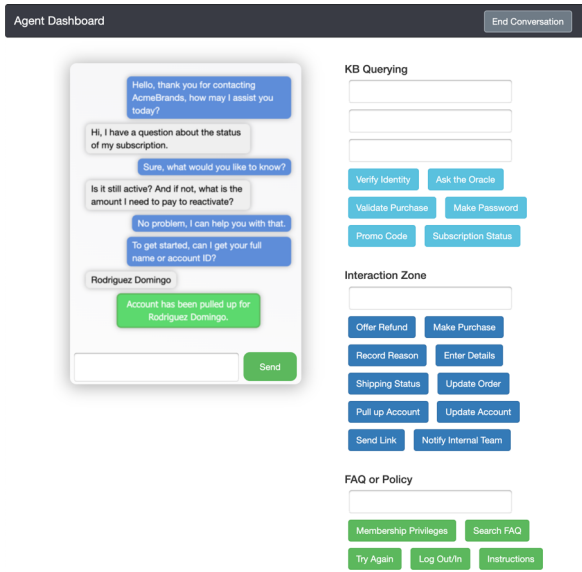 Agent Dashboard
End Conversation
Hello, thank you for contacting
AcmeBrands, how may I assist you
today?
Hi, I have a question about the status
of my subscription.
Sure, what would you like to know?
Is it still active? And if not, what is the
amount I need to pay to reactivate?
No problem, I can help you with that.
To get started, can I get your full
name or account ID?
Rodriguez Domingo
Account has been pulled up for
Rodriguez Domingo.
Send
KB Querying
Verify Identity
Ask the Oracle
Validate Purchase
Make Password
Promo Code
Subscription Status
Interaction Zone
Offer Refund
Make Purchase
Record Reason
Enter Details
Shipping Status
Update Order
Pull up Account
Update Account
Send Link
Notify Internal Team
FAQ or Policy
Membership Privileges
Search FAQ
Try Again
Log Out/In
Instructions